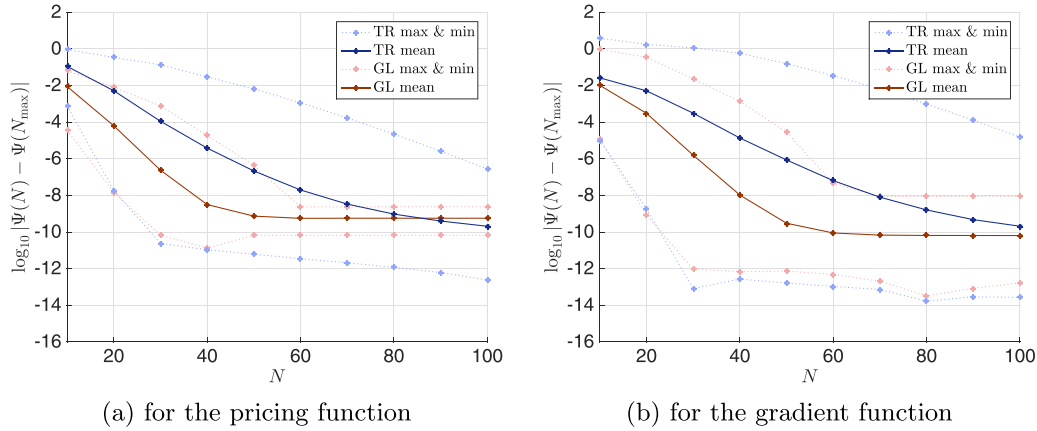 2
0
-2
-4
-6
-8
-10
-12
-14
-16
20
40
60
80
100
N
log₁₀ |Ψ(N) − Ψ(Nmax)|
TR max & min
TR mean
GL max & min
GL mean
(a) for the pricing function
2
0
-2
-4
-6
-8
-10
-12
-14
-16
20
40
60
80
100
N
log₁₀ |Ψ(N) − Ψ(Nmax)|
TR max & min
TR mean
GL max & min
GL mean
(b) for the gradient function